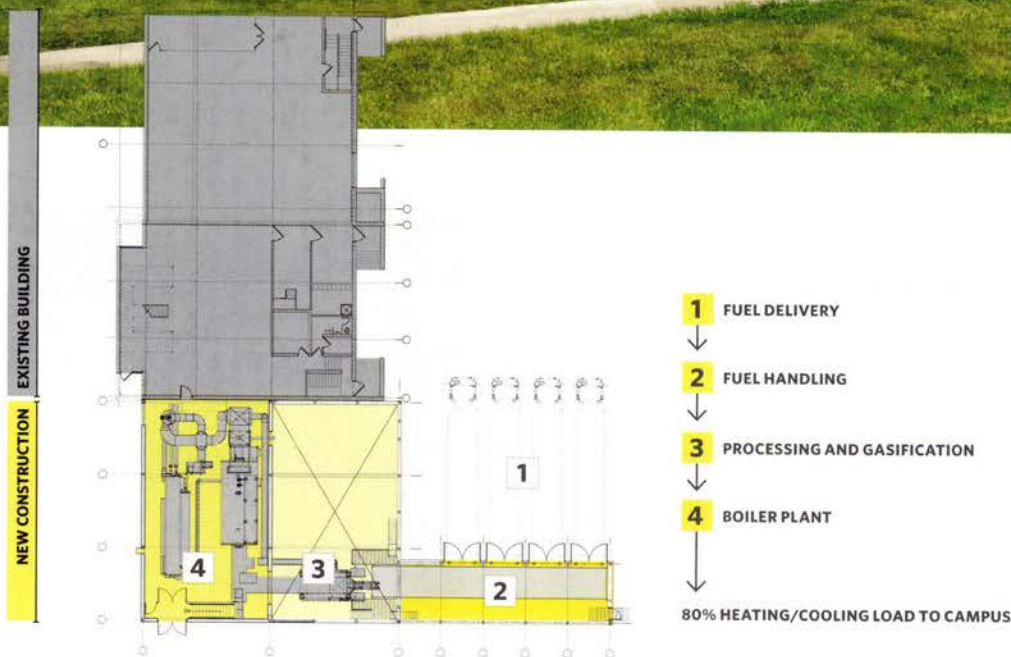 EXISTING BUILDING
NEW CONSTRUCTION
1
2
3
4
1 FUEL DELIVERY
2 FUEL HANDLING
3 PROCESSING AND GASIFICATION
4 BOILER PLANT
80% HEATING/COOLING LOAD TO CAMPUS